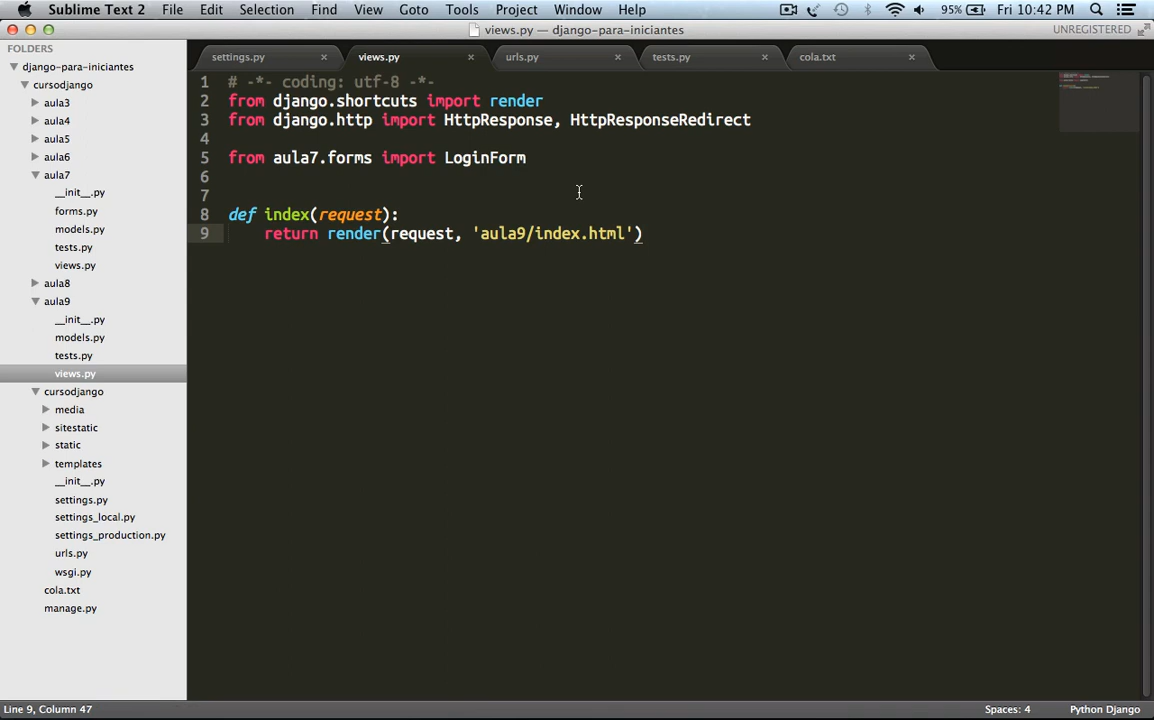 Sublime Text 2 File Edit Selection Find View Goto Tools Project Window Help 95% Fri 10:42 PM
views.py — django-para-iniciantes UNREGISTERED
FOLDERS
django-para-iniciantes
cursodjango
aula3
aula4
aula5
aula6
aula7
__init__.py
forms.py
models.py
tests.py
views.py
aula8
aula9
__init__.py
models.py
tests.py
views.py
cursodjango
media
sitestatic
static
templates
__init__.py
settings.py
settings_local.py
settings_production.py
urls.py
wsgi.py
cola.txt
manage.py
settings.py × views.py × urls.py × tests.py × cola.txt ×
1 # -*- coding: utf-8 -*-
2 from django.shortcuts import render
3 from django.http import HttpResponse, HttpResponseRedirect
4
5 from aula7.forms import LoginForm
6
7
8 def index(request):
9 return render(request, 'aula9/index.html')
Line 9, Column 47 Spaces: 4 Python Django